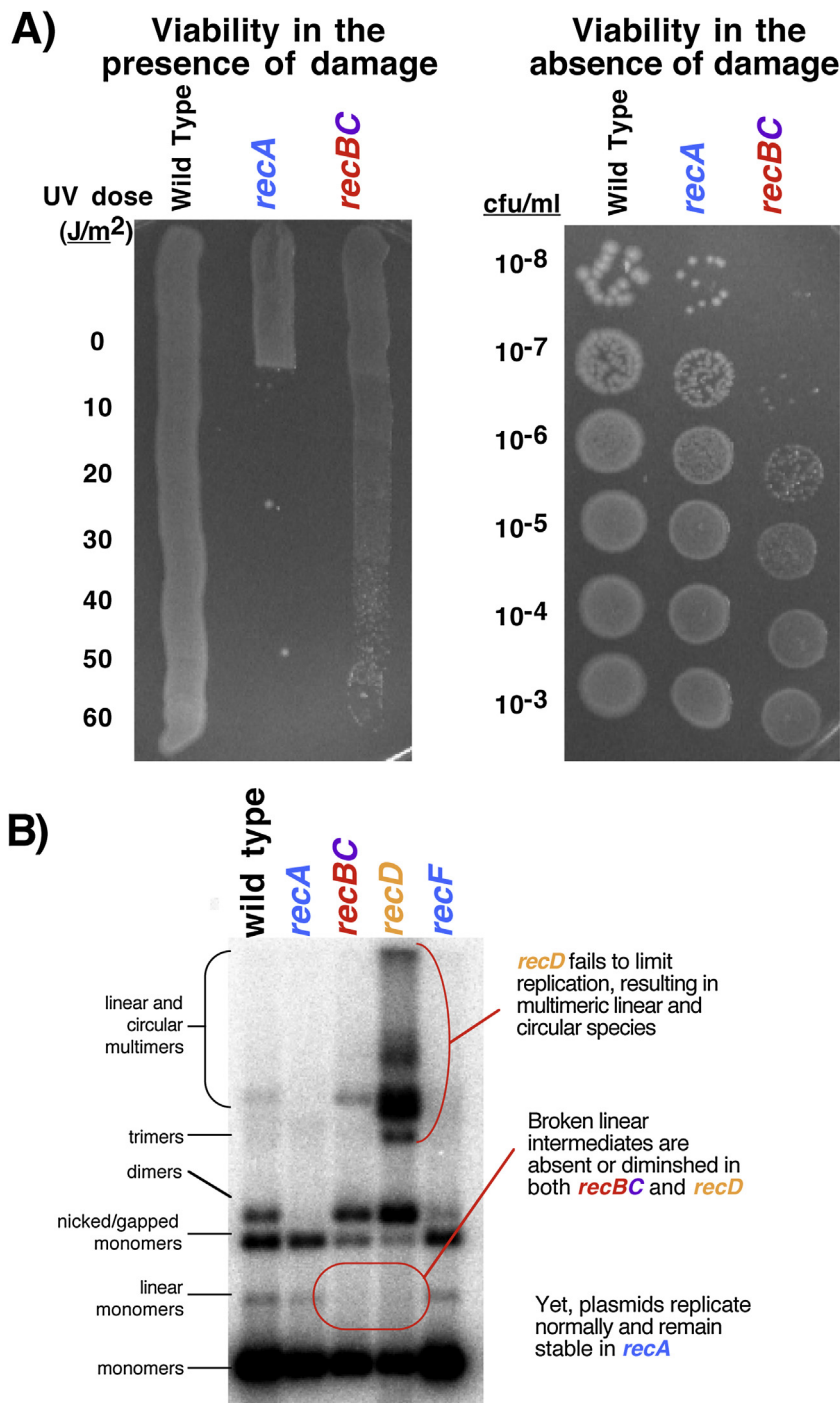 A)
Viability in the
presence of damage
Viability in the
absence of damage
Wild Type
recA
recBC
Wild Type
recA
recBC
UV dose
(J/m2)
0
10
20
30
40
50
60
cfu/ml
10-8
10-7
10-6
10-5
10-4
10-3
B)
wild type
recA
recBC
recD
recF
linear and
circular
multimers
trimers
dimers
nicked/gapped
monomers
linear
monomers
monomers
recD fails to limit
replication, resulting in
multimeric linear and
circular species
Broken linear
intermediates are
absent or diminshed in
both recBC and recD
Yet, plasmids replicate
normally and remain
stable in recA